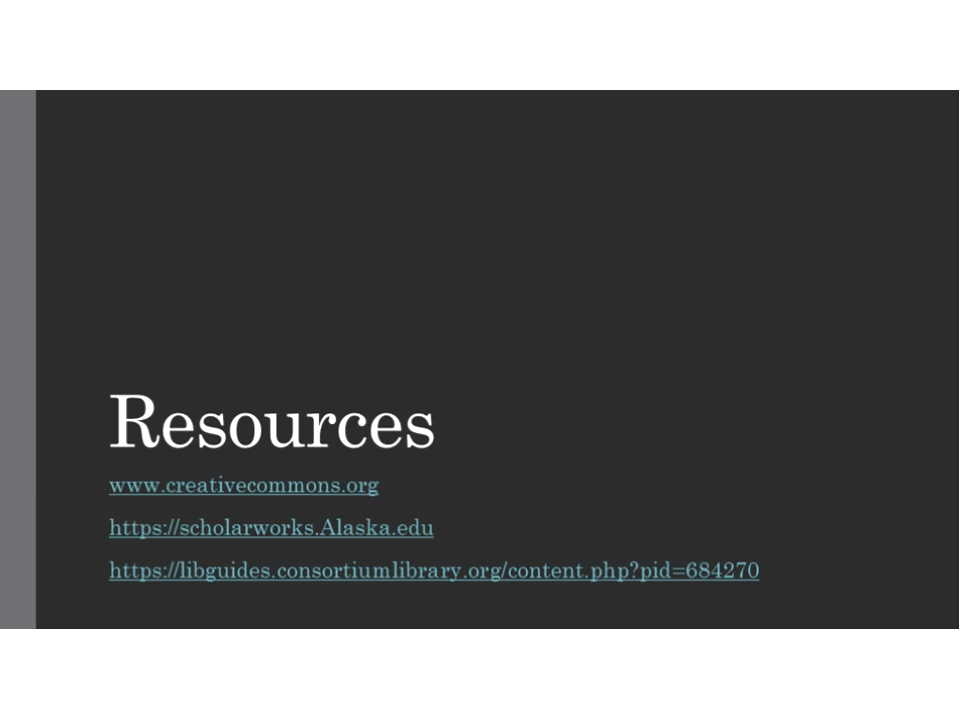 Resources
www.creativecommons.org
https://scholarworks.Alaska.edu
https://libguides.consortiumlibrary.org/content.php?pid=684270